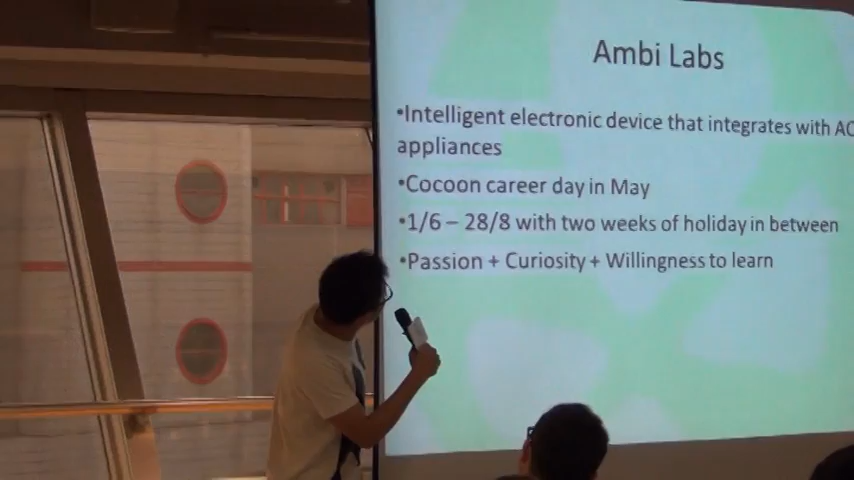 Ambi Labs
•Intelligent electronic device that integrates with AC
appliances
•Cocoon career day in May
•1/6 – 28/8 with two weeks of holiday in between
•Passion + Curiosity + Willingness to learn